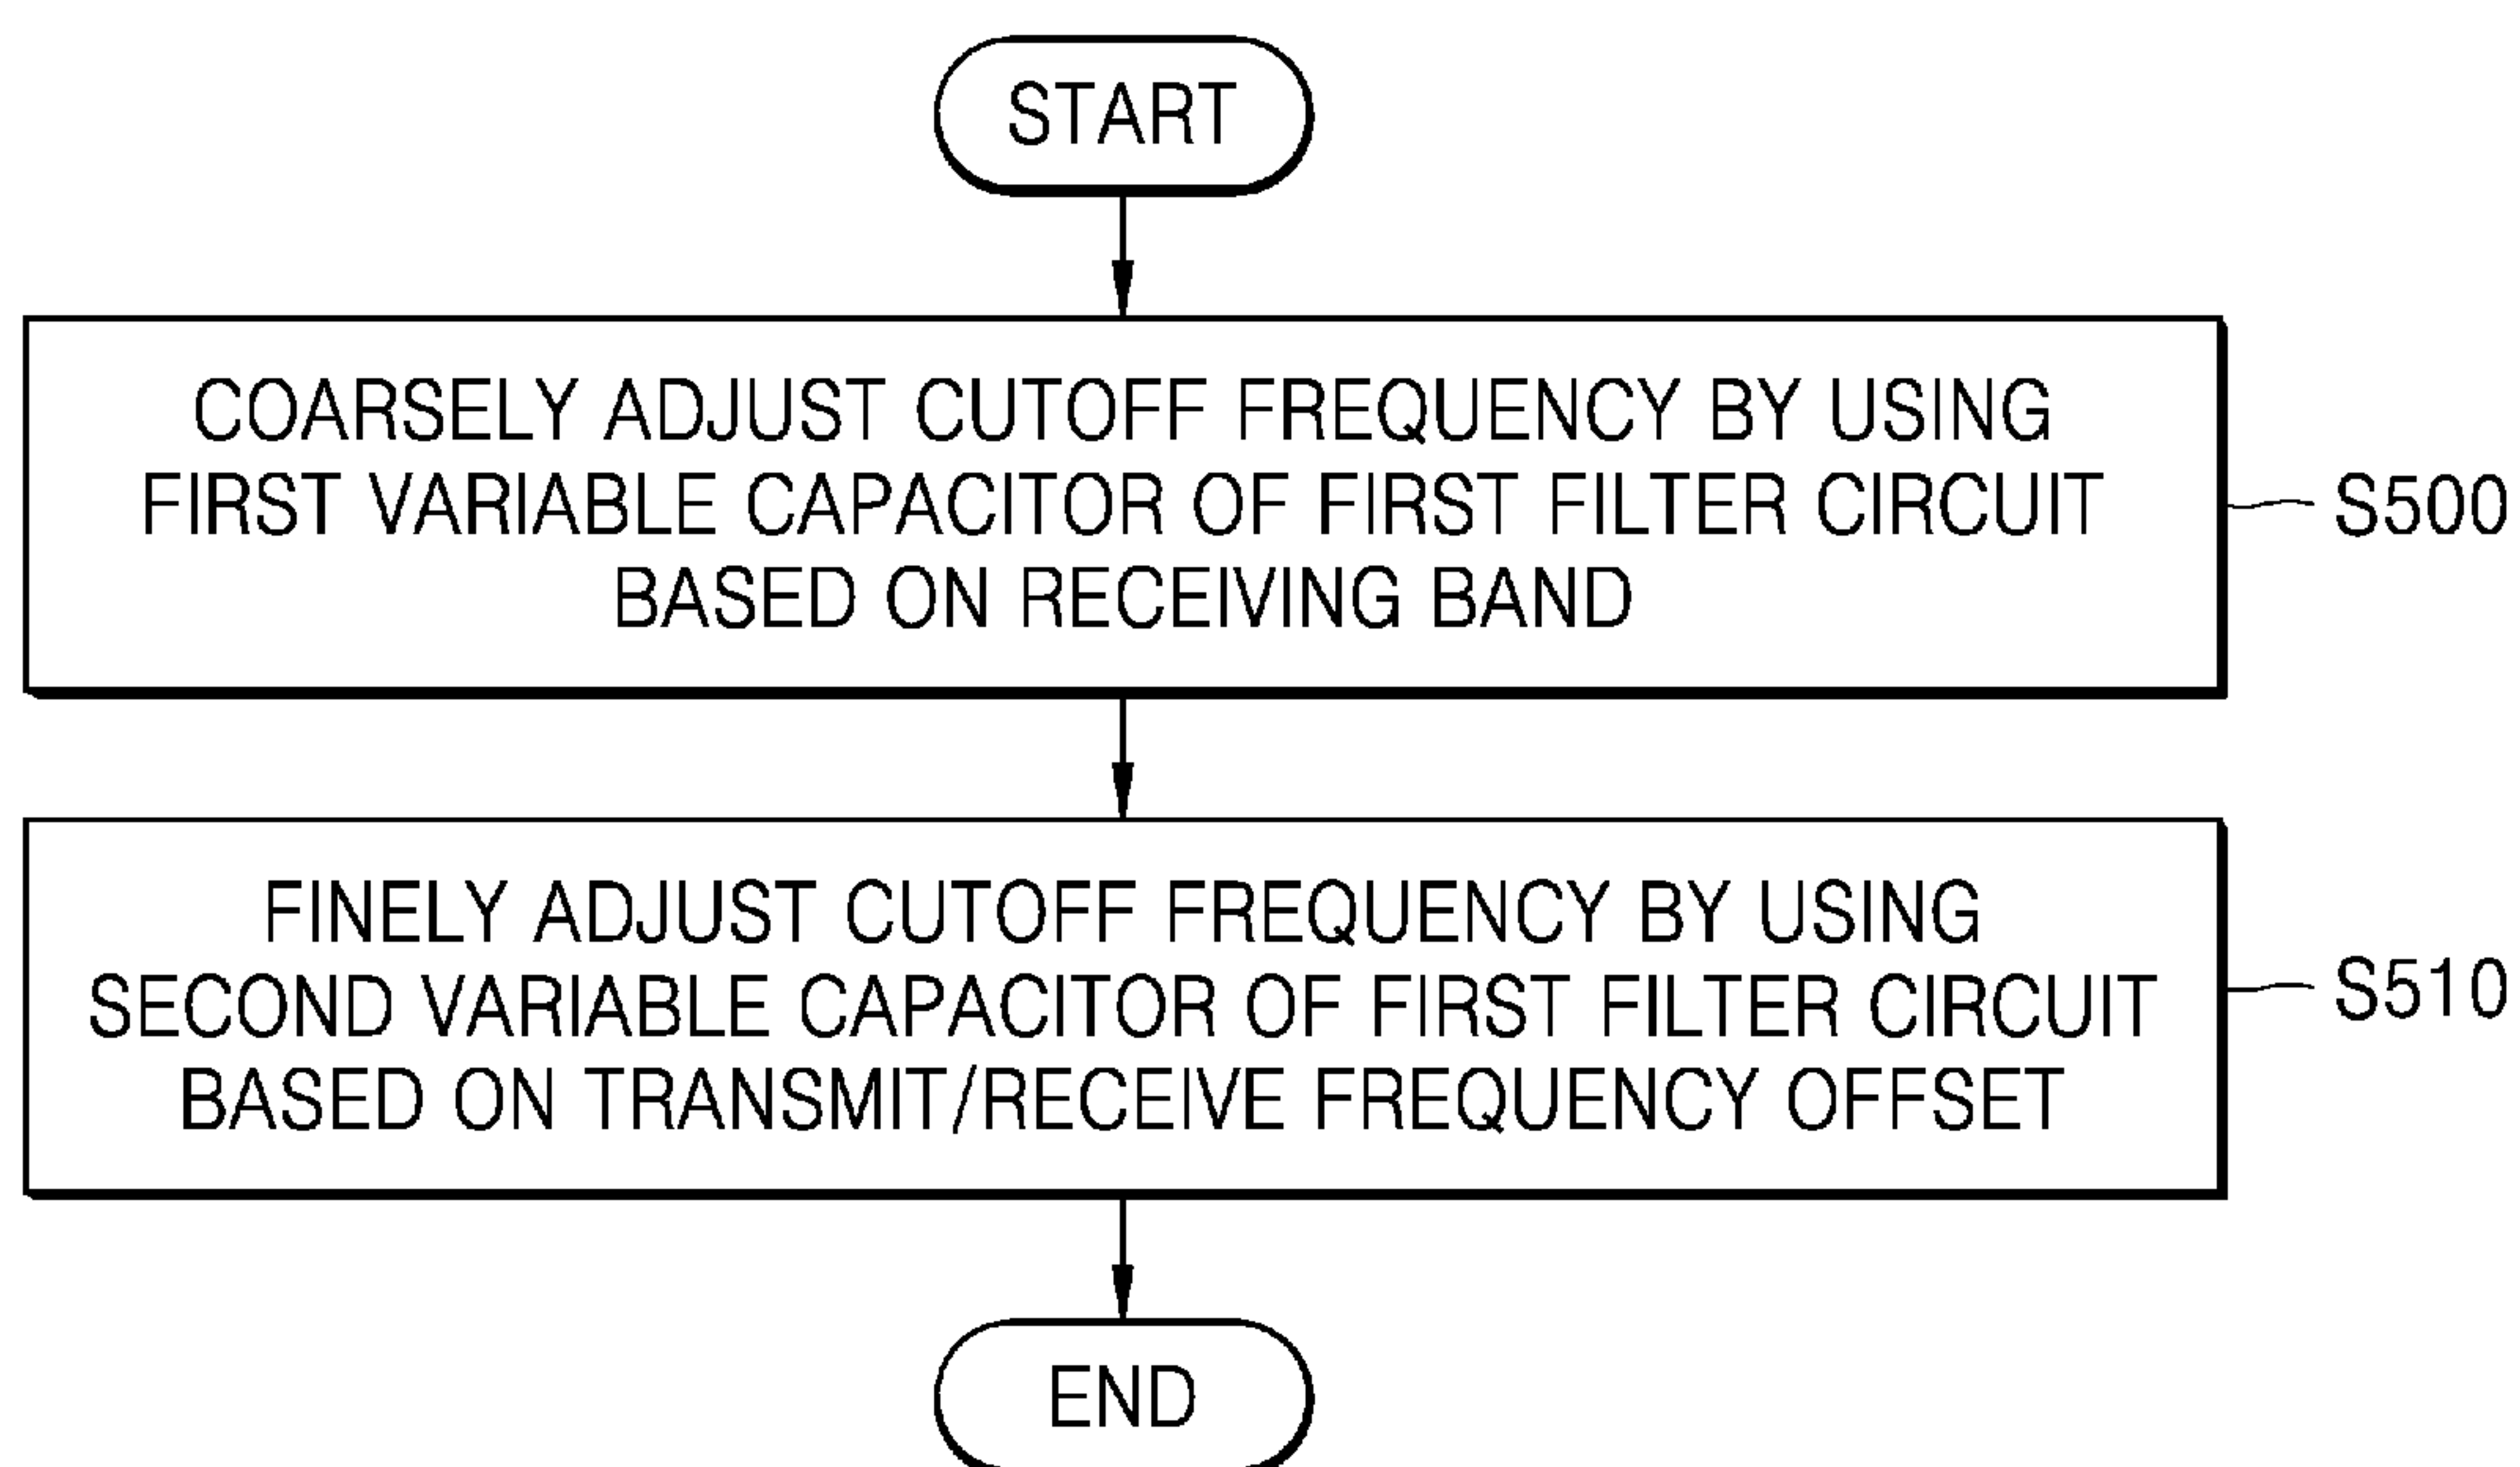 START
COARSELY ADJUST CUTOFF FREQUENCY BY USING
FIRST VARIABLE CAPACITOR OF FIRST FILTER CIRCUIT
BASED ON RECEIVING BAND
S500
FINELY ADJUST CUTOFF FREQUENCY BY USING
SECOND VARIABLE CAPACITOR OF FIRST FILTER CIRCUIT
BASED ON TRANSMIT/RECEIVE FREQUENCY OFFSET
S510
END